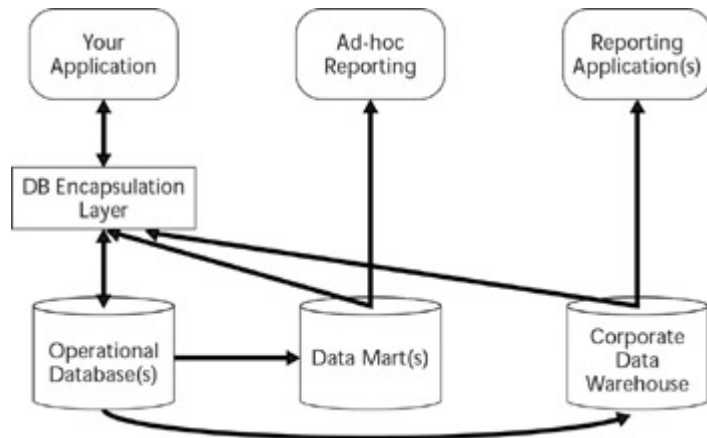 Your
Application
Ad-hoc
Reporting
Reporting
Application(s)
DB Encapsulation
Layer
Operational
Database(s)
Data Mart(s)
Corporate
Data
Warehouse